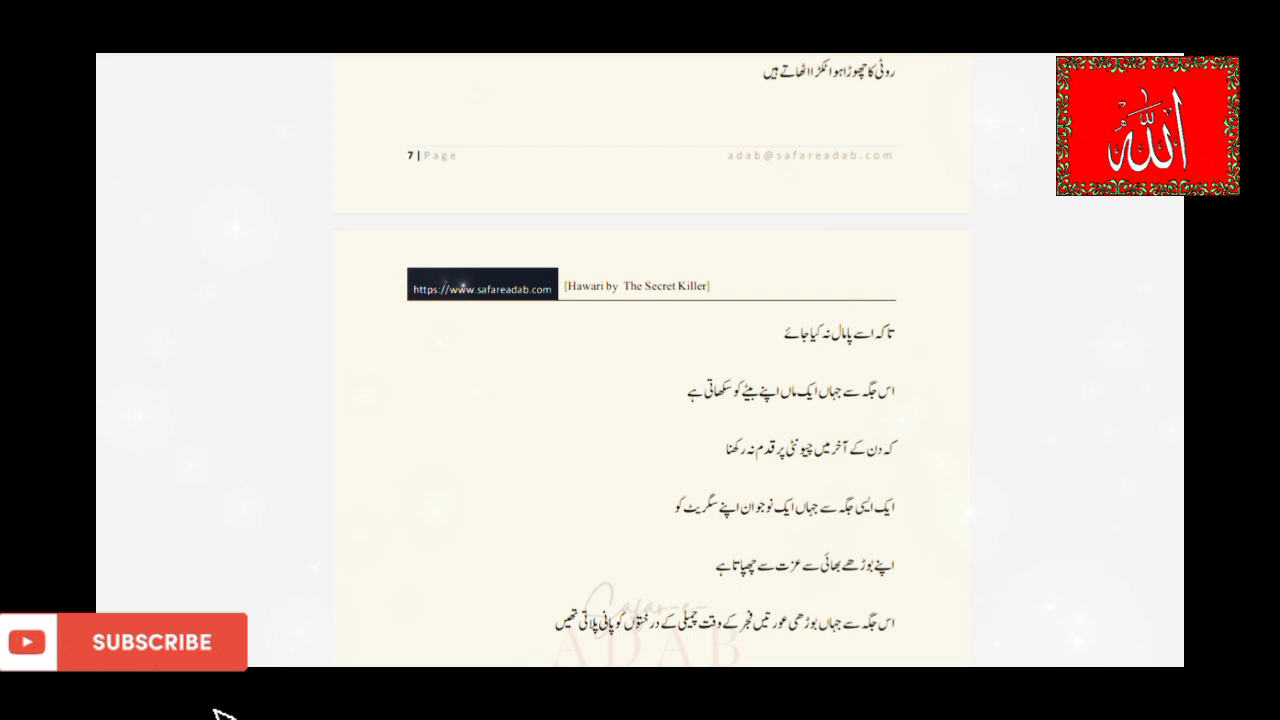 روٹی کا چھوڑا ہوا ٹکڑا اٹھاتے ہیں
7 | Page
adab@safareadab.com
الله
https://www.safareadab.com
[Hawari by The Secret Killer]
تاکہ اسے پامال نہ کیا جائے
اس جگہ سے جہاں ایک ماں اپنے بیٹے کو سکھاتی ہے
کہ دن کے آخر میں چیونٹی پر قدم نہ رکھنا
ایک ایسی جگہ سے جہاں ایک نوجوان اپنے سگریٹ کو
اپنے بوڑھے بھائی سے عزت سے چھپاتا ہے
اس جگہ سے جہاں بوڑھی عورتیں فجر کے وقت چمیلی کے درختوں کو پانی پلاتی تھیں
Safar-e-
ADAB
SUBSCRIBE